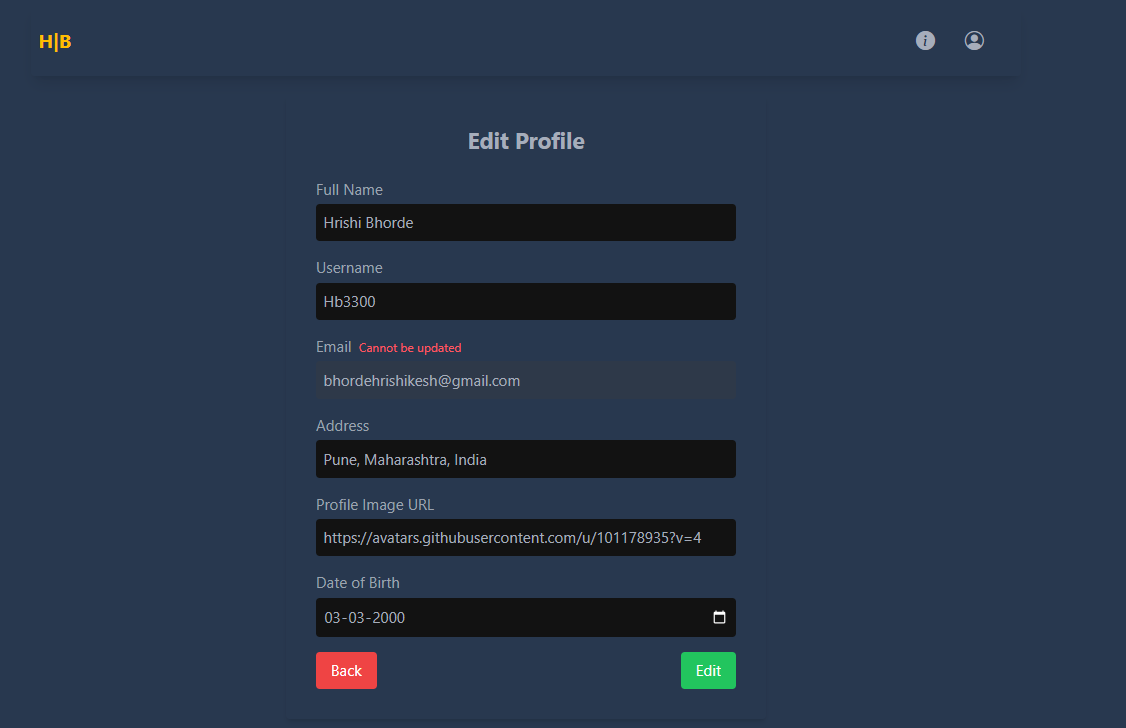 H|B
Edit Profile
Full Name
Hrishi Bhorde
Username
Hb3300
Email Cannot be updated
bhordehrishikesh@gmail.com
Address
Pune, Maharashtra, India
Profile Image URL
https://avatars.githubusercontent.com/u/101178935?v=4
Date of Birth
03-03-2000
Back Edit